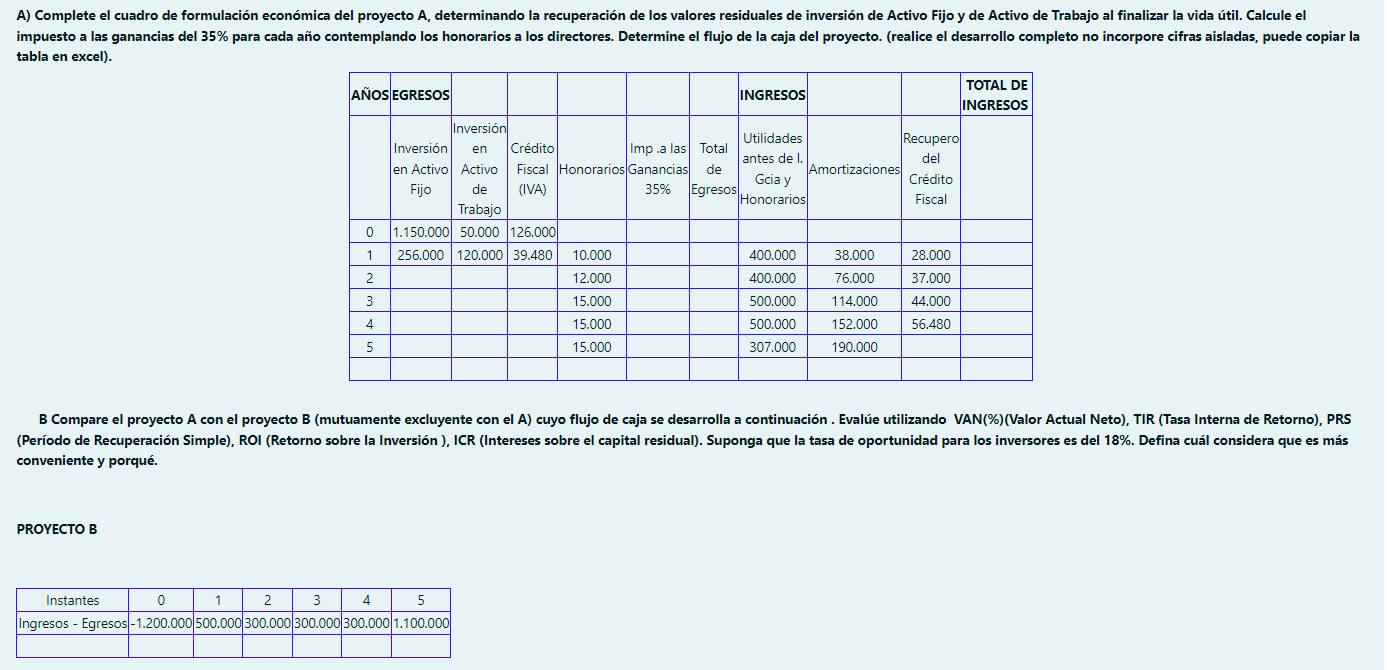 A) Complete el cuadro de formulación económica del proyecto A, determinando la recuperación de los valores residuales de inversión de Activo Fijo y de Activo de Trabajo al finalizar la vida útil. Calcule el
impuesto a las ganancias del 35% para cada año contemplando los honorarios a los directores. Determine el flujo de la caja del proyecto. (realice el desarrollo completo no incorpore cifras aisladas, puede copiar la
tabla en excel).
AÑOS EGRESOS INGRESOS TOTAL DE INGRESOS
Inversión en Activo Fijo Inversión en Activo de Trabajo Crédito Fiscal (IVA) Honorarios Imp .a las Ganancias 35% Total de Egresos Utilidades antes de I. Gcia y Honorarios Amortizaciones Recupero del Crédito Fiscal
0 1.150.000 50.000 126.000
1 256.000 120.000 39.480 10.000 400.000 38.000 28.000
2 12.000 400.000 76.000 37.000
3 15.000 500.000 114.000 44.000
4 15.000 500.000 152.000 56.480
5 15.000 307.000 190.000
B Compare el proyecto A con el proyecto B (mutuamente excluyente con el A) cuyo flujo de caja se desarrolla a continuación . Evalúe utilizando VAN(%)(Valor Actual Neto), TIR (Tasa Interna de Retorno), PRS
(Período de Recuperación Simple), ROI (Retorno sobre la Inversión ), ICR (Intereses sobre el capital residual). Suponga que la tasa de oportunidad para los inversores es del 18%. Defina cuál considera que es más
conveniente y porqué.
PROYECTO B
Instantes 0 1 2 3 4 5
Ingresos - Egresos -1.200.000 500.000 300.000 300.000 300.000 1.100.000